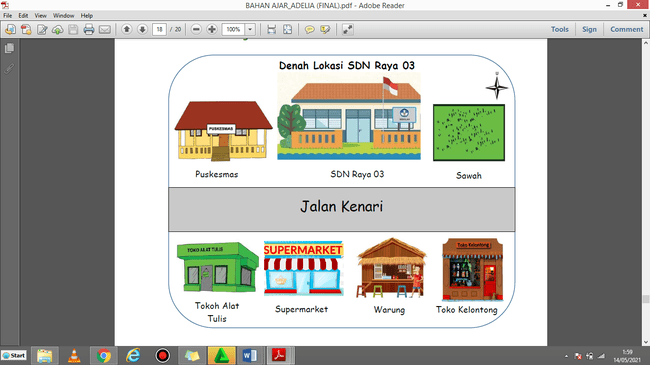 BAHAN AJAR_ADELIA (FINAL).pdf - Adobe Reader
File Edit View Window Help
18 / 20 100% Tools Sign Comment
Denah Lokasi SDN Raya 03
PUSKESMAS
Puskesmas SDN Raya 03 Sawah
Jalan Kenari
TOKO ALAT TULIS SUPERMARKET Toko Kelontong
Tokoh Alat
Tulis
Supermarket Warung Toko Kelontong
Start 1:59
14/05/2021